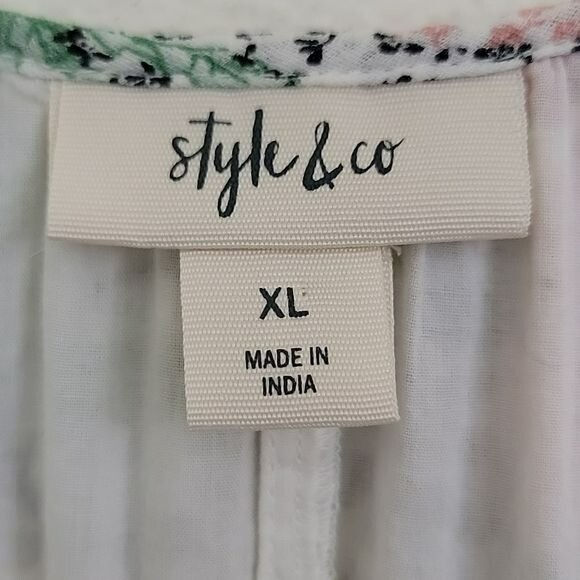 style & co
XL
MADE IN
INDIA